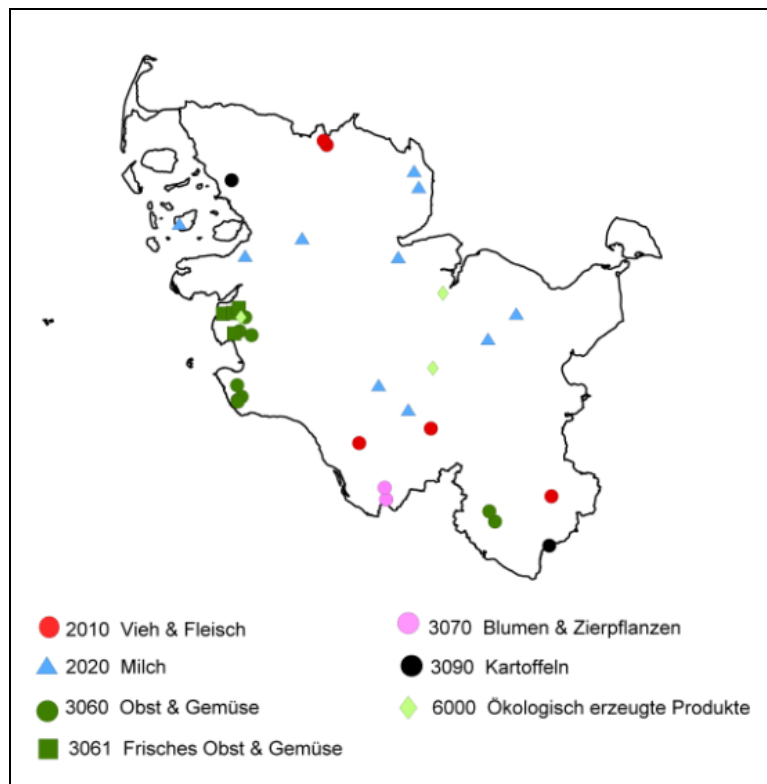 2010 Vieh & Fleisch
2020 Milch
3060 Obst & Gemüse
3061 Frisches Obst & Gemüse
3070 Blumen & Zierpflanzen
3090 Kartoffeln
6000 Ökologisch erzeugte Produkte